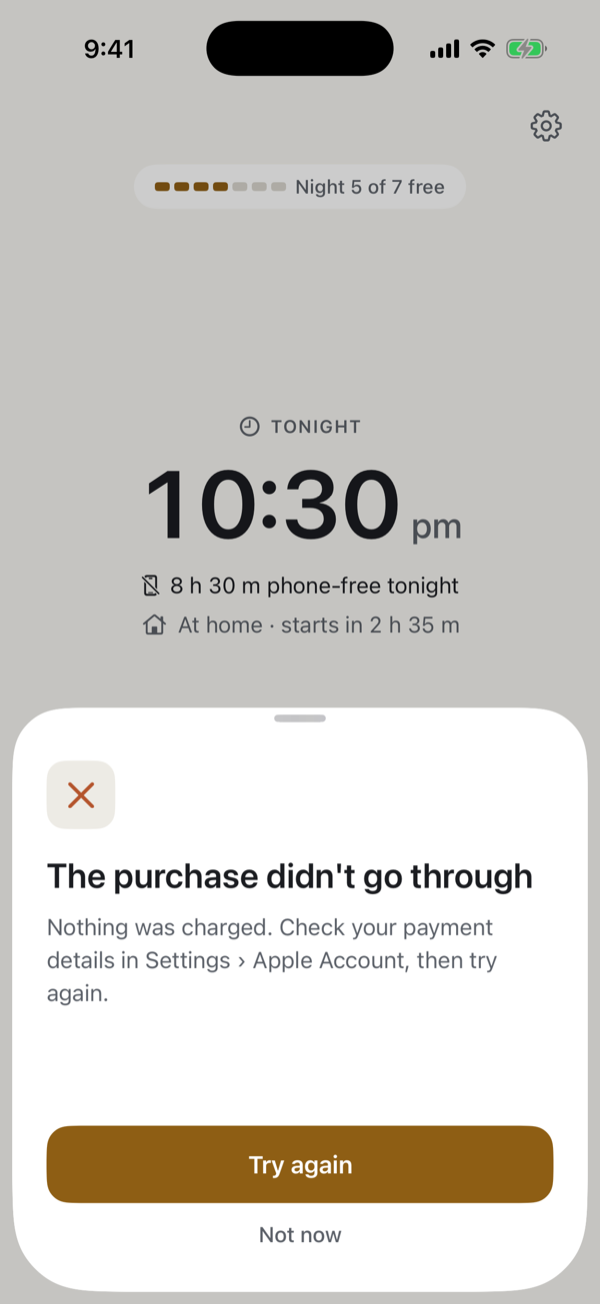 9:41
Night 5 of 7 free
TONIGHT
10:30 pm
8 h 30 m phone-free tonight
At home · starts in 2 h 35 m
The purchase didn't go through
Nothing was charged. Check your payment
details in Settings › Apple Account, then try
again.
Try again
Not now